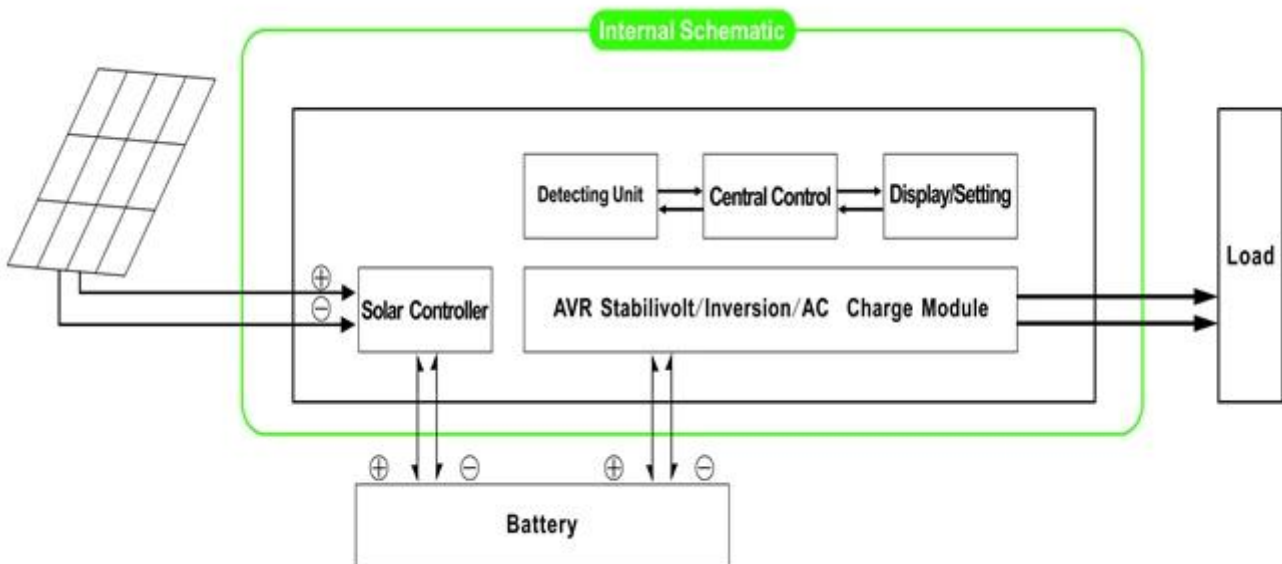 Internal Schematic
Detecting Unit
Central Control
Display/Setting
Load
⊕
⊖
Solar Controller
AVR Stabilivolt/Inversion/AC Charge Module
⊕ ⊖ ⊕ ⊖
Battery